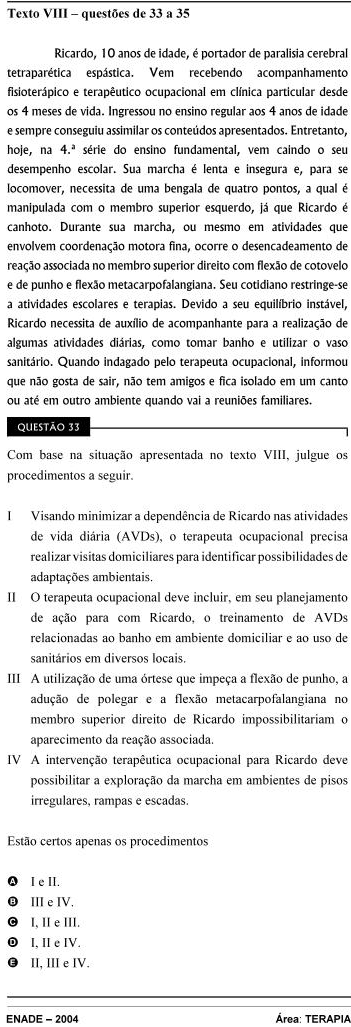 Texto VIII – questões de 33 a 35
Ricardo, 10 anos de idade, é portador de paralisia cerebral
tetraparética espástica. Vem recebendo acompanhamento
fisioterápico e terapêutico ocupacional em clínica particular desde
os 4 meses de vida. Ingressou no ensino regular aos 4 anos de idade
e sempre conseguiu assimilar os conteúdos apresentados. Entretanto,
hoje, na 4.ª série do ensino fundamental, vem caindo o seu
desempenho escolar. Sua marcha é lenta e insegura e, para se
locomover, necessita de uma bengala de quatro pontos, a qual é
manipulada com o membro superior esquerdo, já que Ricardo é
canhoto. Durante sua marcha, ou mesmo em atividades que
envolvem coordenação motora fina, ocorre o desencadeamento de
reação associada no membro superior direito com flexão de cotovelo
e de punho e flexão metacarpofalangiana. Seu cotidiano restringe-se
a atividades escolares e terapias. Devido a seu equilíbrio instável,
Ricardo necessita de auxílio de acompanhante para a realização de
algumas atividades diárias, como tomar banho e utilizar o vaso
sanitário. Quando indagado pelo terapeuta ocupacional, informou
que não gosta de sair, não tem amigos e fica isolado em um canto
ou até em outro ambiente quando vai a reuniões familiares.
QUESTÃO 33
Com base na situação apresentada no texto VIII, julgue os
procedimentos a seguir.
I Visando minimizar a dependência de Ricardo nas atividades
de vida diária (AVDs), o terapeuta ocupacional precisa
realizar visitas domiciliares para identificar possibilidades de
adaptações ambientais.
II O terapeuta ocupacional deve incluir, em seu planejamento
de ação para com Ricardo, o treinamento de AVDs
relacionadas ao banho em ambiente domiciliar e ao uso de
sanitários em diversos locais.
III A utilização de uma órtese que impeça a flexão de punho, a
adução de polegar e a flexão metacarpofalangiana no
membro superior direito de Ricardo impossibilitariam o
aparecimento da reação associada.
IV A intervenção terapêutica ocupacional para Ricardo deve
possibilitar a exploração da marcha em ambientes de pisos
irregulares, rampas e escadas.
Estão certos apenas os procedimentos
A I e II.
B III e IV.
C I, II e III.
D I, II e IV.
E II, III e IV.
ENADE – 2004 Área: TERAPIA